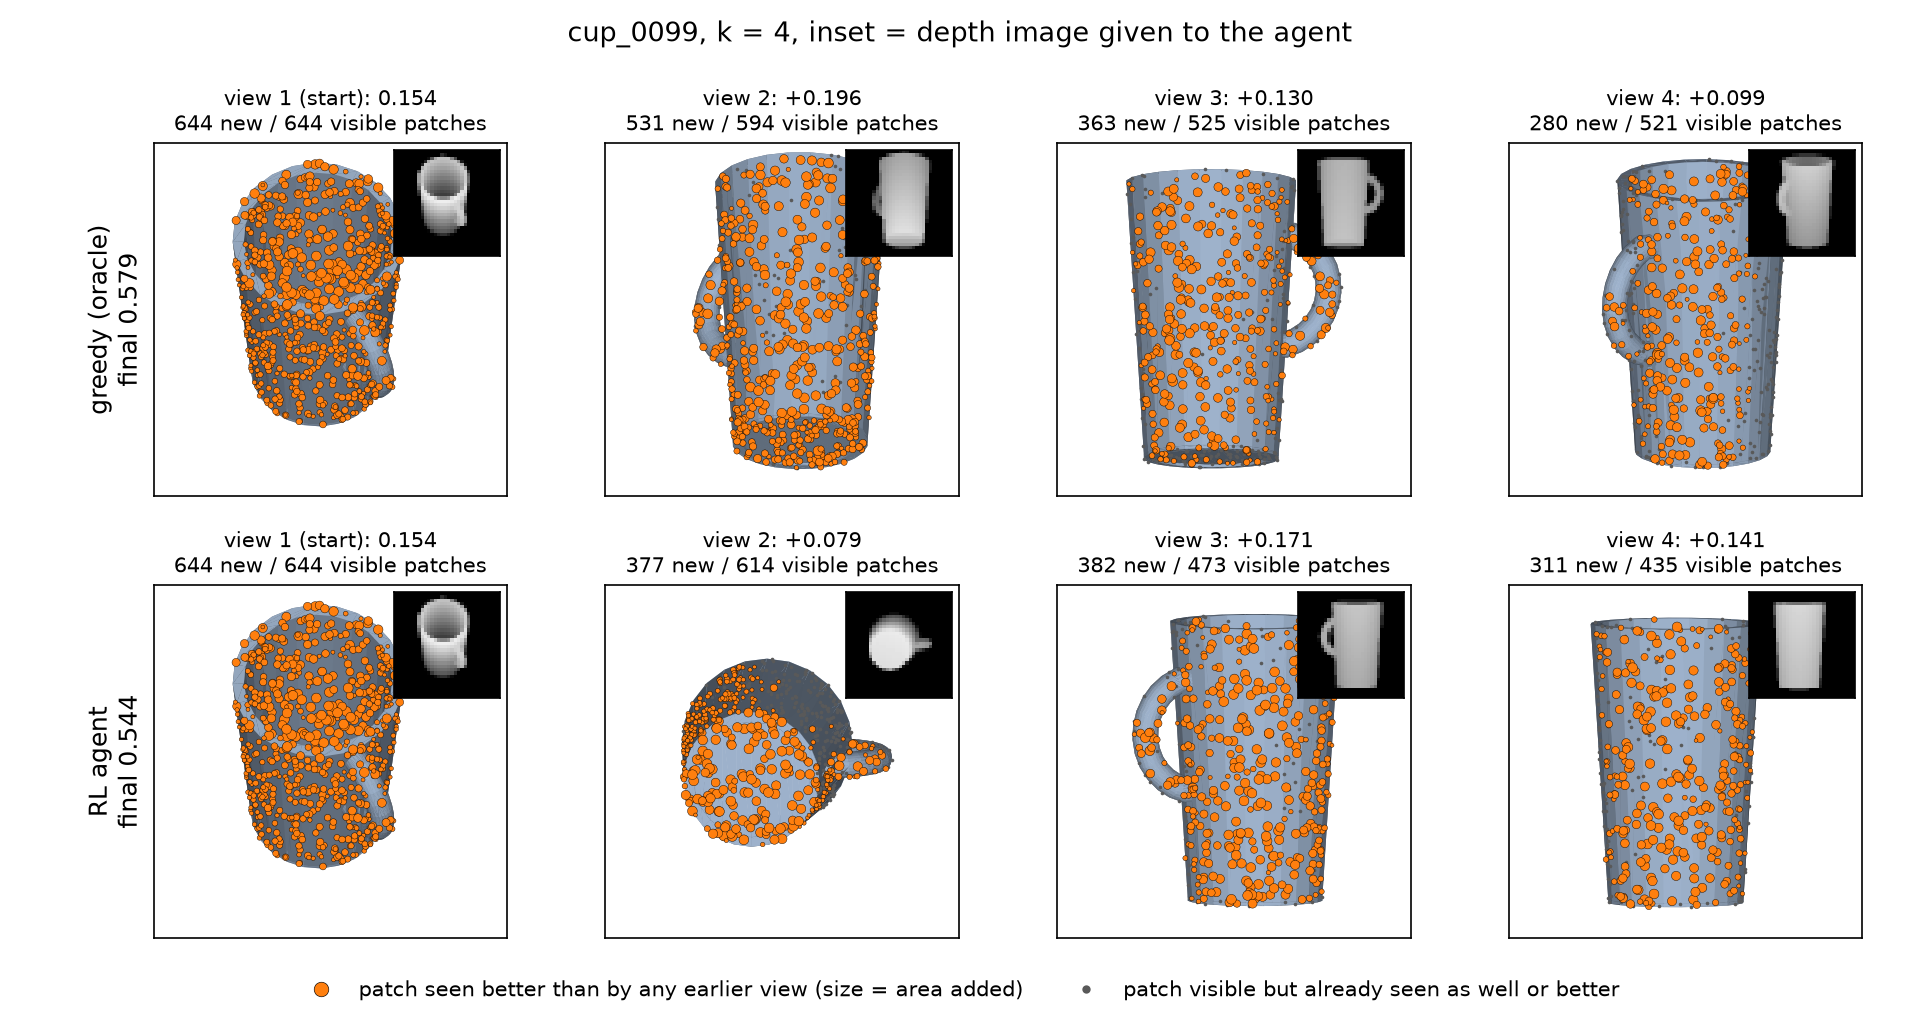 cup_0099, k = 4, inset = depth image given to the agent
greedy (oracle)
final 0.579
view 1 (start): 0.154
644 new / 644 visible patches
view 2: +0.196
531 new / 594 visible patches
view 3: +0.130
363 new / 525 visible patches
view 4: +0.099
280 new / 521 visible patches
RL agent
final 0.544
view 1 (start): 0.154
644 new / 644 visible patches
view 2: +0.079
377 new / 614 visible patches
view 3: +0.171
382 new / 473 visible patches
view 4: +0.141
311 new / 435 visible patches
patch seen better than by any earlier view (size = area added)
patch visible but already seen as well or better